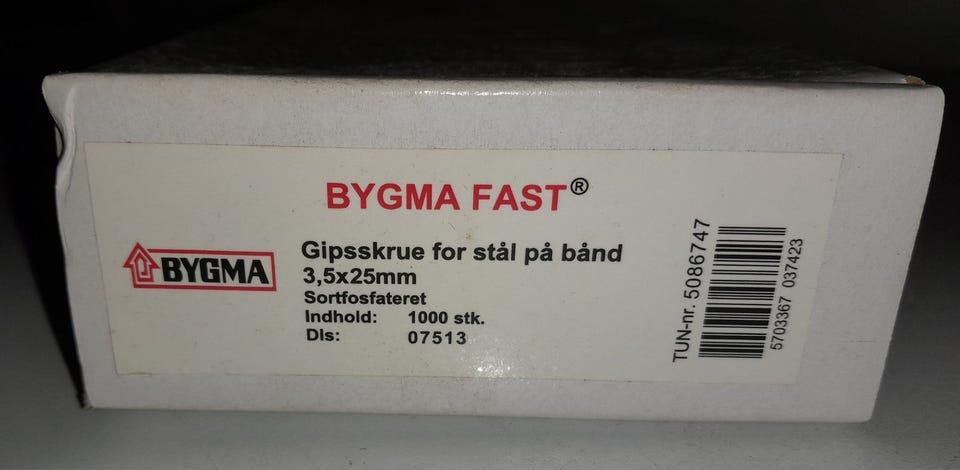 BYGMA FAST®
BYGMA
Gipsskrue for stål på bånd
3,5x25mm
Sortfosfateret
Indhold: 1000 stk.
Dls: 07513
TUN-nr. 5086747
5703367 037423